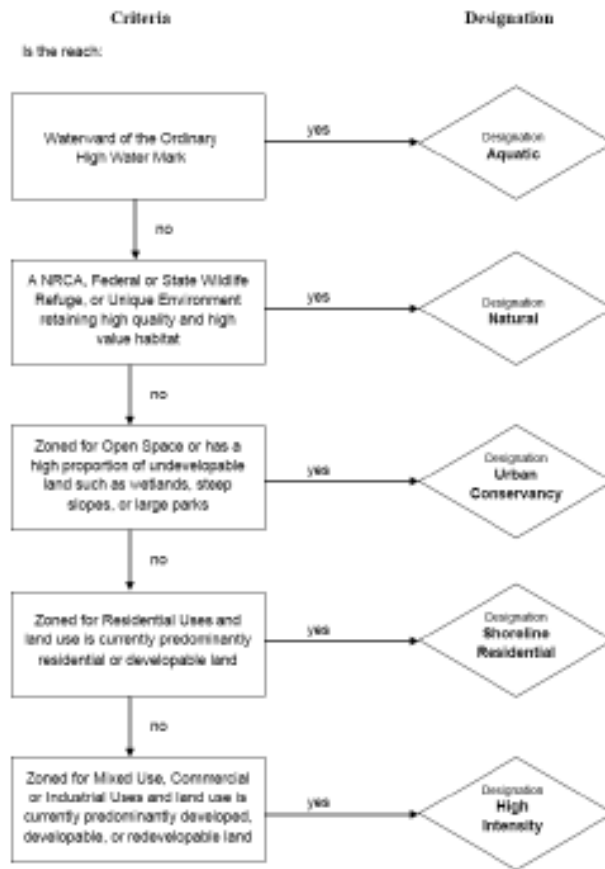 Criteria
Designation
Is the reach:
Waterward of the Ordinary
High Water Mark
yes
Designation
Aquatic
no
A NRCA, Federal or State Wildlife
Refuge, or Unique Environment
retaining high quality and high
value habitat
yes
Designation
Natural
no
Zoned for Open Space or has a
high proportion of undevelopable
land such as wetlands, steep
slopes, or large parks
yes
Designation
Urban
Conservancy
no
Zoned for Residential Uses and
land use is currently predominantly
residential or developable land
yes
Designation
Shoreline
Residential
no
Zoned for Mixed Use, Commercial
or Industrial Uses and land use is
currently predominantly developed,
developable, or redevelopable land
yes
Designation
High
Intensity